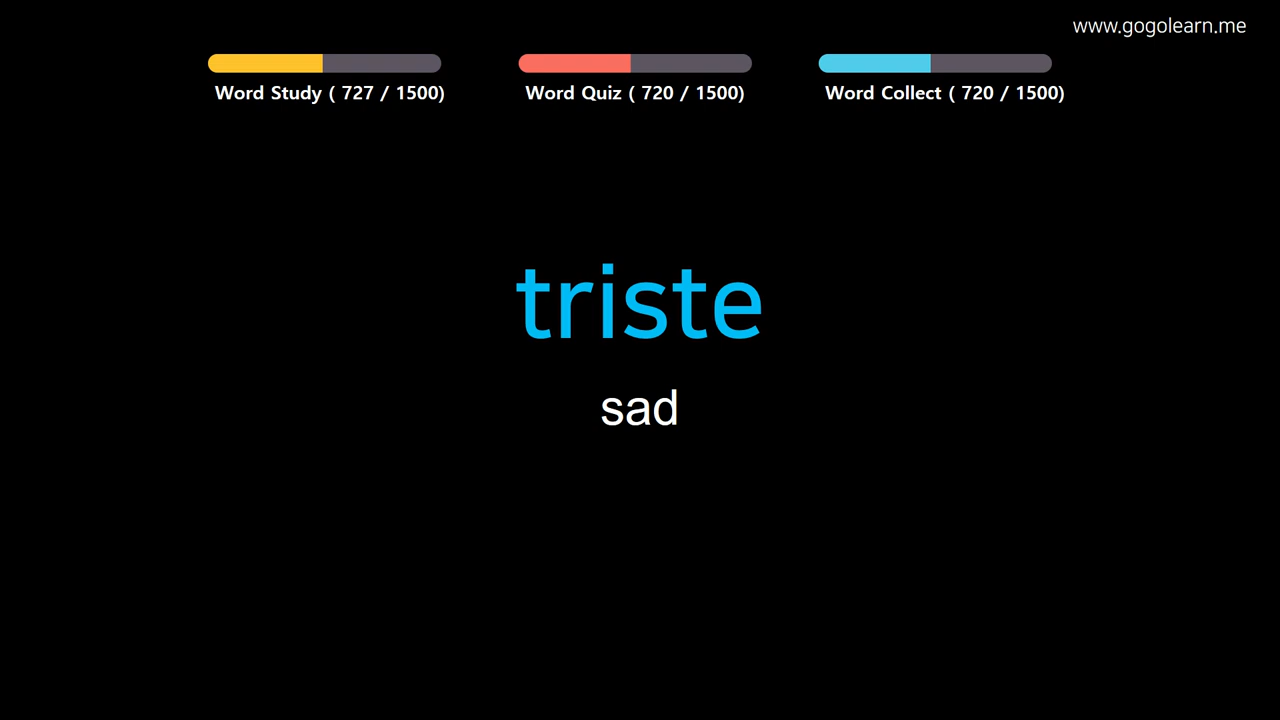 www.gogolearn.me
Word Study ( 727 / 1500)
Word Quiz ( 720 / 1500)
Word Collect ( 720 / 1500)
triste
sad